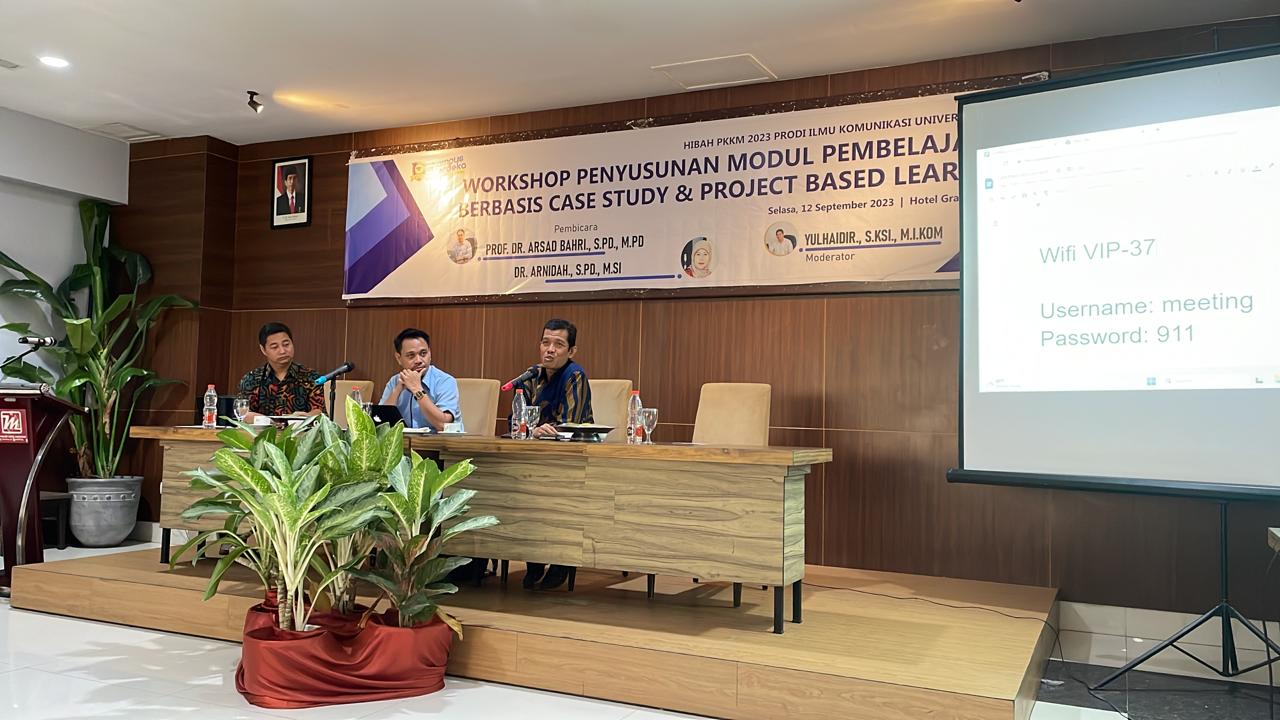 HIBAH PKKM 2023 PRODI ILMU KOMUNIKASI UNIVER
WORKSHOP PENYUSUNAN MODUL PEMBELAJA
BERBASIS CASE STUDY & PROJECT BASED LEAR
Selasa, 12 September 2023 | Hotel Gra
Pembicara
PROF. DR. ARSAD BAHRI., S.PD., M.PD
DR. ARNIDAH., S.PD., M.SI
YULHAIDIR., S.KSI., M.I.KOM
Moderator
Wifi VIP-37
Username: meeting
Password: 911